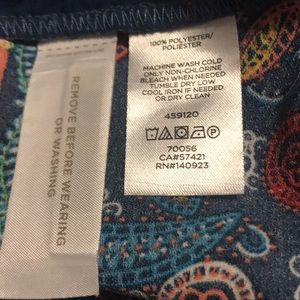 100% POLYESTER/
POLIESTER
MACHINE WASH COLD
ONLY NON-CHLORINE
BLEACH WHEN NEEDED
TUMBLE DRY LOW
COOL IRON IF NEEDED
OR DRY CLEAN
459120
70056
CA#57421
RN#140923
REMOVE BEFORE WEARING
OR WASHING